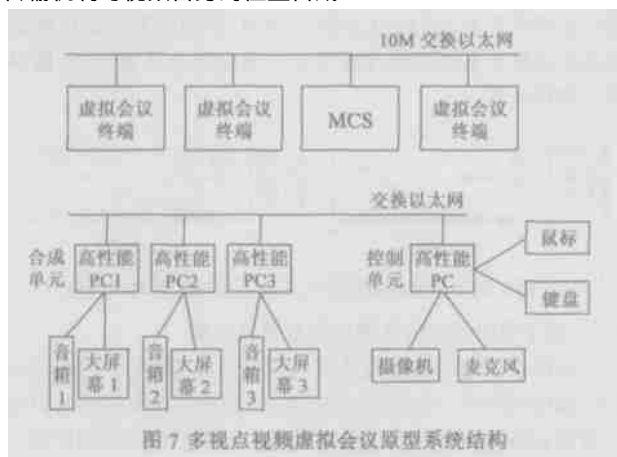 10M 交换以太网
虚拟会议
终端
虚拟会议
终端
MCS
虚拟会议
终端
交换以太网
合成
单元
高性能
PC1
高性能
PC2
高性能
PC3
控制
单元
高性能
PC
鼠标
键盘
音箱1
大屏
幕1
音箱2
大屏
幕2
音箱3
大屏
幕3
摄像机
麦克风
图 7 多视点视频虚拟会议原型系统结构